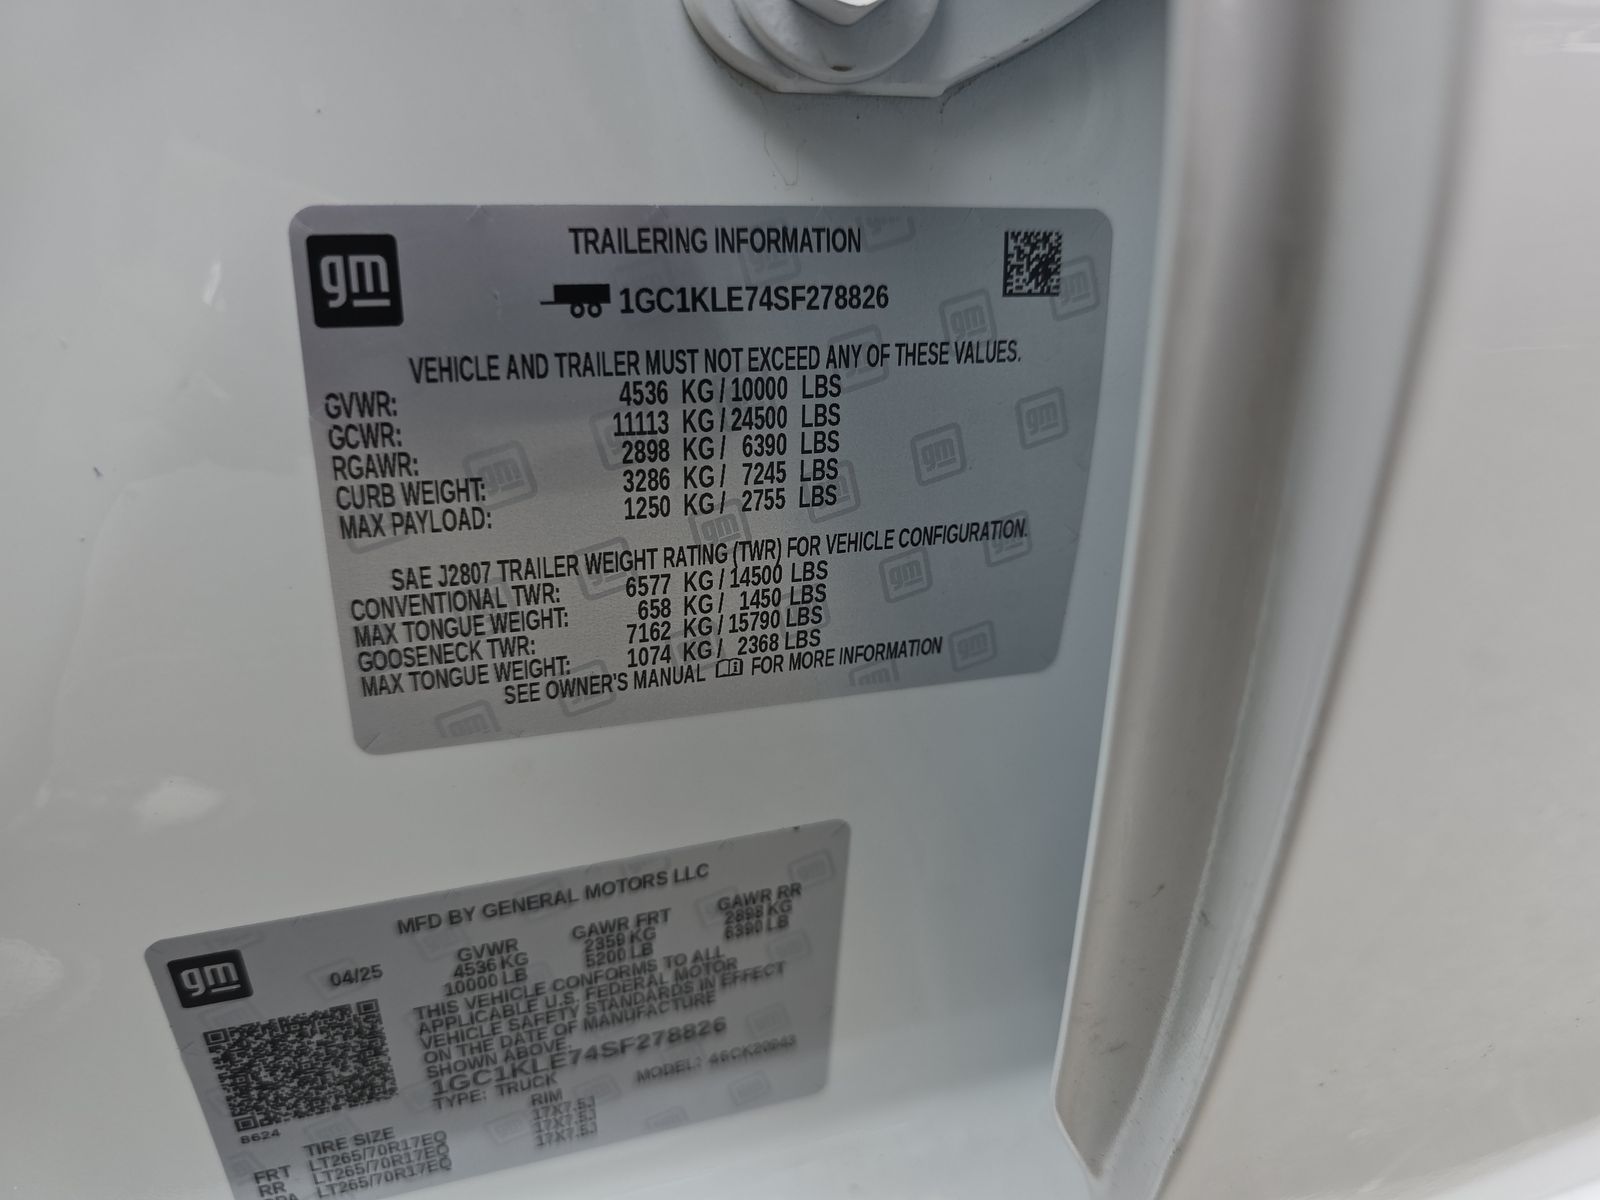 gm
TRAILERING INFORMATION
1GC1KLE74SF278826
VEHICLE AND TRAILER MUST NOT EXCEED ANY OF THESE VALUES.
GVWR: 4536 KG / 10000 LBS
GCWR: 11113 KG / 24500 LBS
RGAWR: 2898 KG / 6390 LBS
CURB WEIGHT: 3286 KG / 7245 LBS
MAX PAYLOAD: 1250 KG / 2755 LBS
SAE J2807 TRAILER WEIGHT RATING (TWR) FOR VEHICLE CONFIGURATION.
CONVENTIONAL TWR: 6577 KG / 14500 LBS
MAX TONGUE WEIGHT: 658 KG / 1450 LBS
GOOSENECK TWR: 7162 KG / 15790 LBS
MAX TONGUE WEIGHT: 1074 KG / 2368 LBS
SEE OWNER'S MANUAL FOR MORE INFORMATION
MFD BY GENERAL MOTORS LLC
gm
04/25
GVWR GAWR FRT GAWR RR
4536 KG 2359 KG 2898 KG
10000 LB 5200 LB 6390 LB
THIS VEHICLE CONFORMS TO ALL
APPLICABLE U.S. FEDERAL MOTOR
VEHICLE SAFETY STANDARDS IN EFFECT
ON THE DATE OF MANUFACTURE
SHOWN ABOVE.
1GC1KLE74SF278826
TYPE: TRUCK MODEL:
8624
TIRE SIZE RIM
FRT LT265/70R17EQ 17X7.5J
RR LT265/70R17EQ 17X7.5J
LT265/70R17EQ 17X7.5J